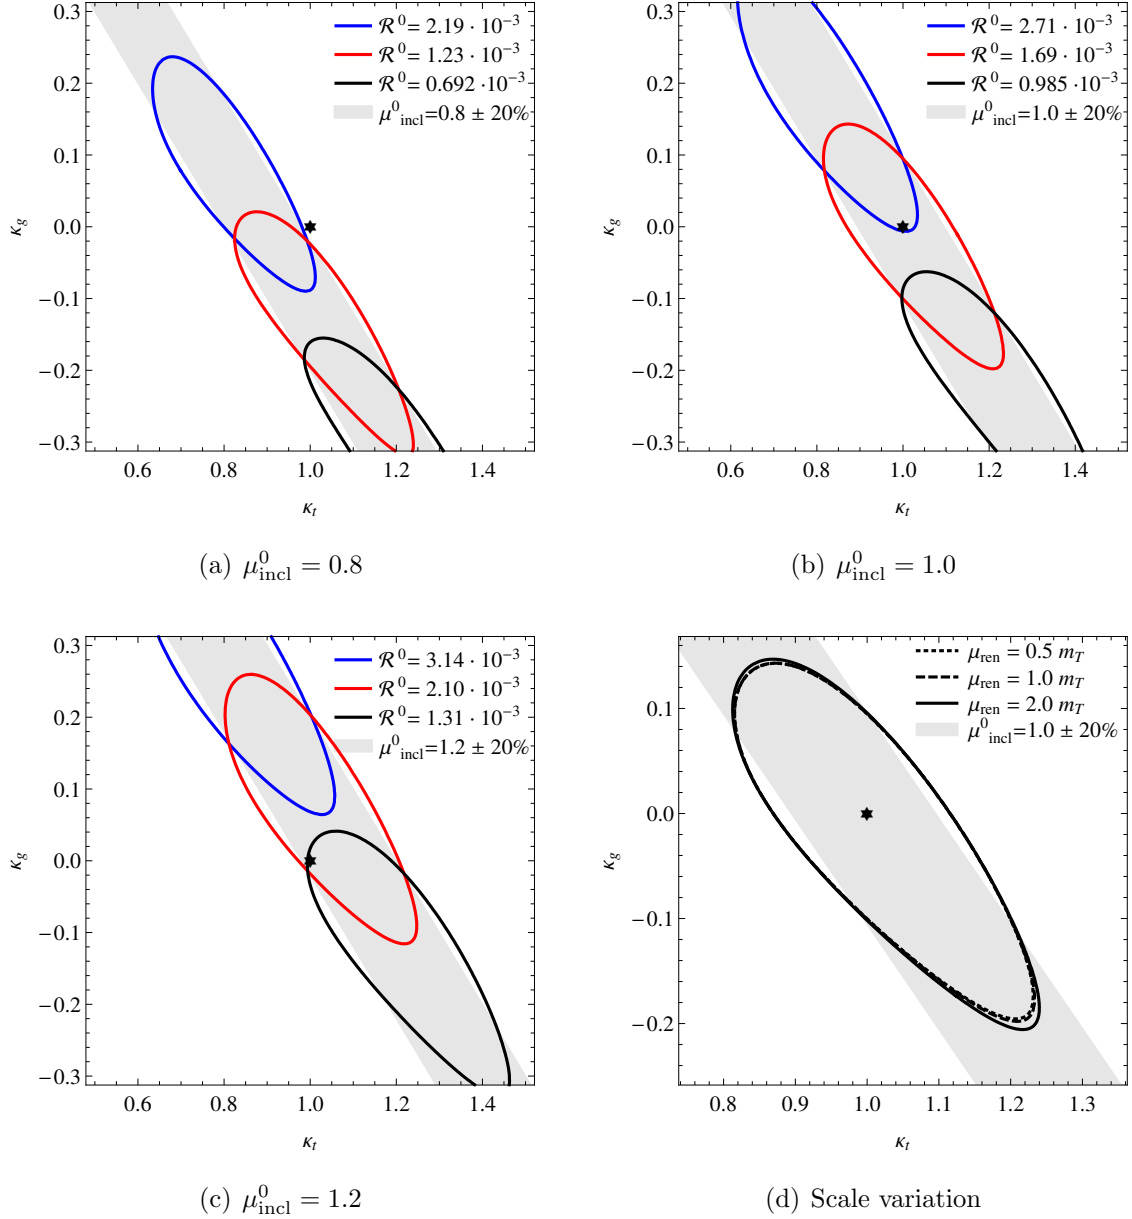 0.3
0.2
0.1
0.0
−0.1
−0.2
−0.3
κg
0.6 0.8 1.0 1.2 1.4
κt
ℛ⁰= 2.19 · 10⁻³
ℛ⁰= 1.23 · 10⁻³
ℛ⁰= 0.692 ·10⁻³
μ⁰incl=0.8 ± 20%
(a) μ⁰incl = 0.8
0.3
0.2
0.1
0.0
−0.1
−0.2
−0.3
κg
0.6 0.8 1.0 1.2 1.4
κt
ℛ⁰= 2.71 · 10⁻³
ℛ⁰= 1.69 · 10⁻³
ℛ⁰= 0.985 ·10⁻³
μ⁰incl=1.0 ± 20%
(b) μ⁰incl = 1.0
0.3
0.2
0.1
0.0
−0.1
−0.2
−0.3
κg
0.6 0.8 1.0 1.2 1.4
κt
ℛ⁰= 3.14 · 10⁻³
ℛ⁰= 2.10 · 10⁻³
ℛ⁰= 1.31 · 10⁻³
μ⁰incl=1.2 ± 20%
(c) μ⁰incl = 1.2
0.1
0.0
−0.1
−0.2
κg
0.8 0.9 1.0 1.1 1.2 1.3
κt
μren = 0.5 mT
μren = 1.0 mT
μren = 2.0 mT
μ⁰incl=1.0 ± 20%
(d) Scale variation